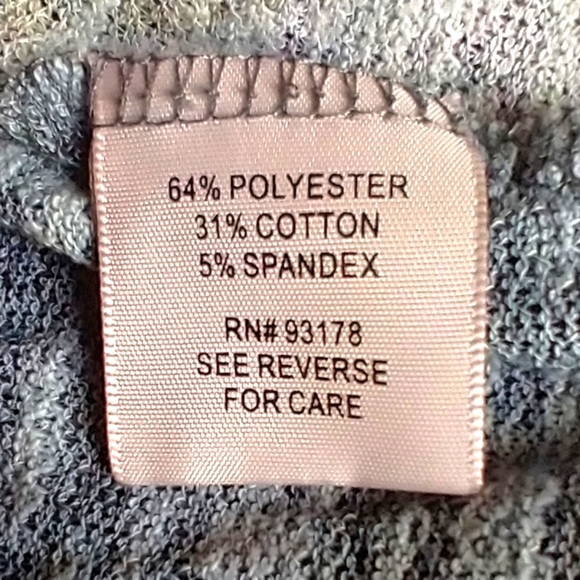 64% POLYESTER
31% COTTON
5% SPANDEX
RN# 93178
SEE REVERSE
FOR CARE